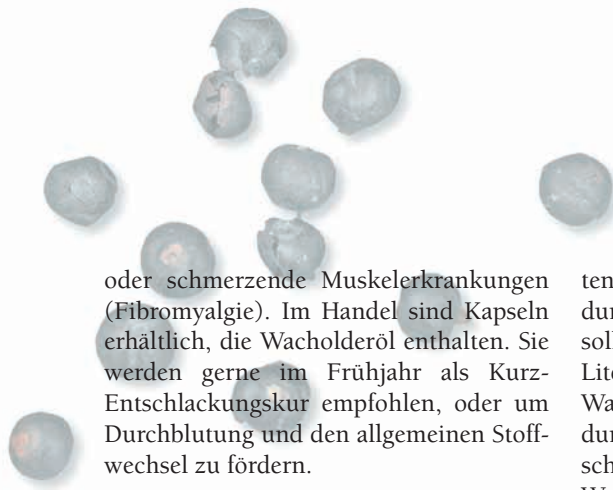 oder schmerzende Muskelerkrankungen
(Fibromyalgie). Im Handel sind Kapseln
erhältlich, die Wacholderöl enthalten. Sie
werden gerne im Frühjahr als Kurz-
Entschlackungskur empfohlen, oder um
Durchblutung und den allgemeinen Stoff-
wechsel zu fördern.
ten
dur
soll
Lite
Wa
dur
sch